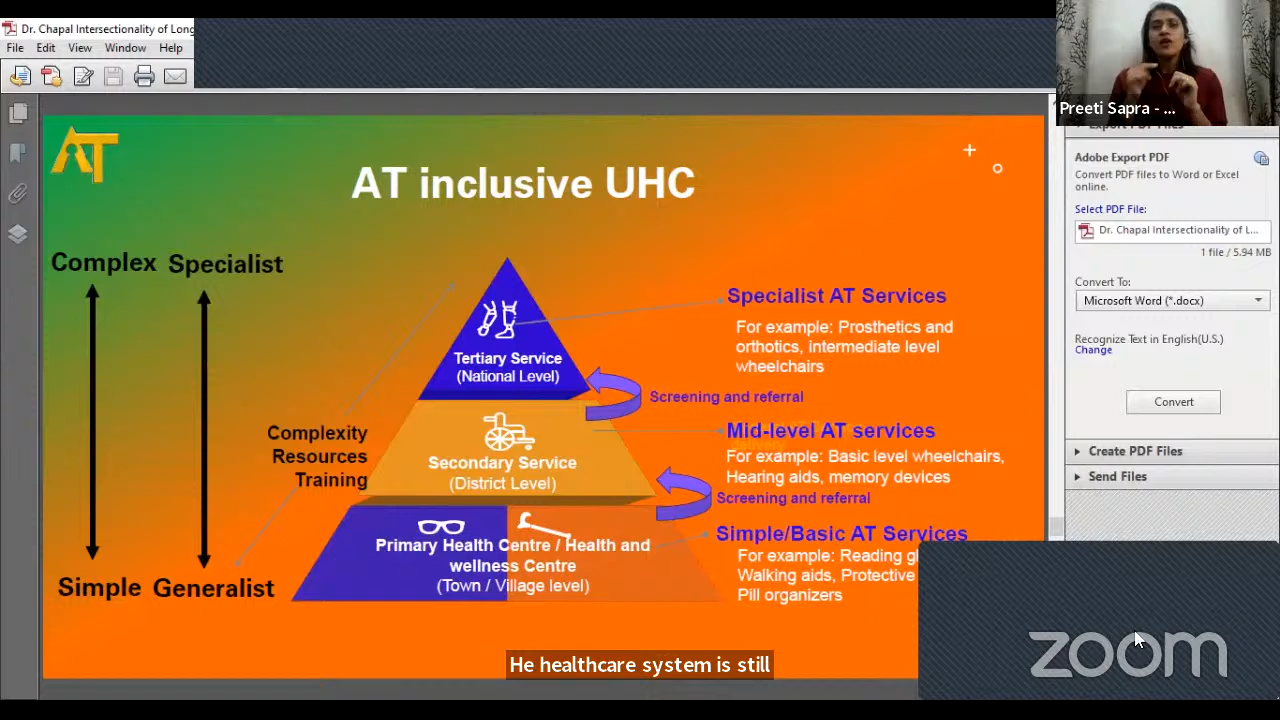 Dr. Chapal Intersectionality of Long
File Edit View Window Help
Preeti Sapra - ...
Export PDF Files
Adobe Export PDF
Convert PDF files to Word or Excel
online.
Select PDF File:
Dr. Chapal Intersectionality of L...
1 file / 5.94 MB
Convert To:
Microsoft Word (*.docx)
Recognize Text in English(U.S.)
Change
Convert
Create PDF Files
Send Files
AT
AT inclusive UHC
Complex Specialist
Simple Generalist
Complexity
Resources
Training
Tertiary Service
(National Level)
Secondary Service
(District Level)
Primary Health Centre / Health and
wellness Centre
(Town / Village level)
Specialist AT Services
For example: Prosthetics and
orthotics, intermediate level
wheelchairs
Screening and referral
Mid-level AT services
For example: Basic level wheelchairs,
Hearing aids, memory devices
Screening and referral
Simple/Basic AT Services
For example: Reading
Walking aids, Protective
Pill organizers
He healthcare system is still
zoom